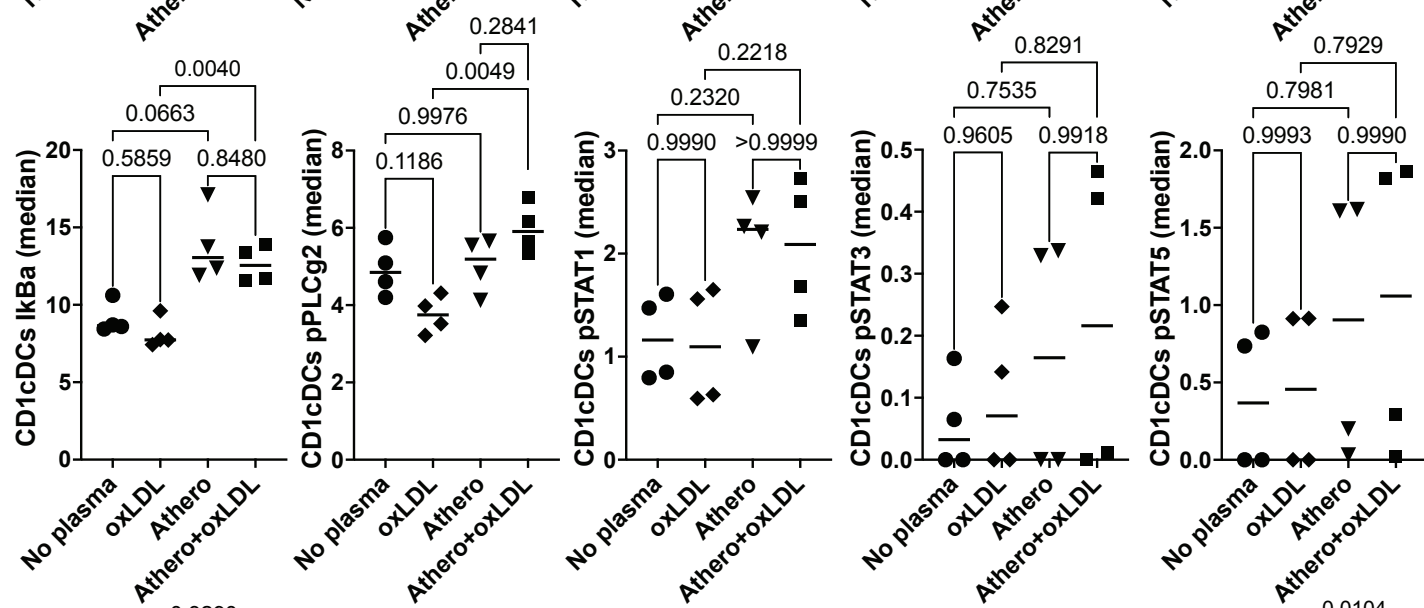 0.0040
0.0663
0.5859
0.8480
CD1cDCs IkBa (median)
20
15
10
5
0
No plasma
oxLDL
Athero
Athero+oxLDL
0.2841
0.0049
0.9976
0.1186
CD1cDCs pPLCg2 (median)
8
6
4
2
0
No plasma
oxLDL
Athero
Athero+oxLDL
0.2218
0.2320
0.9990
>0.9999
CD1cDCs pSTAT1 (median)
3
2
1
0
No plasma
oxLDL
Athero
Athero+oxLDL
0.8291
0.7535
0.9605
0.9918
CD1cDCs pSTAT3 (median)
0.5
0.4
0.3
0.2
0.1
0.0
No plasma
oxLDL
Athero
Athero+oxLDL
0.7929
0.7981
0.9993
0.9990
CD1cDCs pSTAT5 (median)
2.0
1.5
1.0
0.5
0.0
No plasma
oxLDL
Athero
Athero+oxLDL